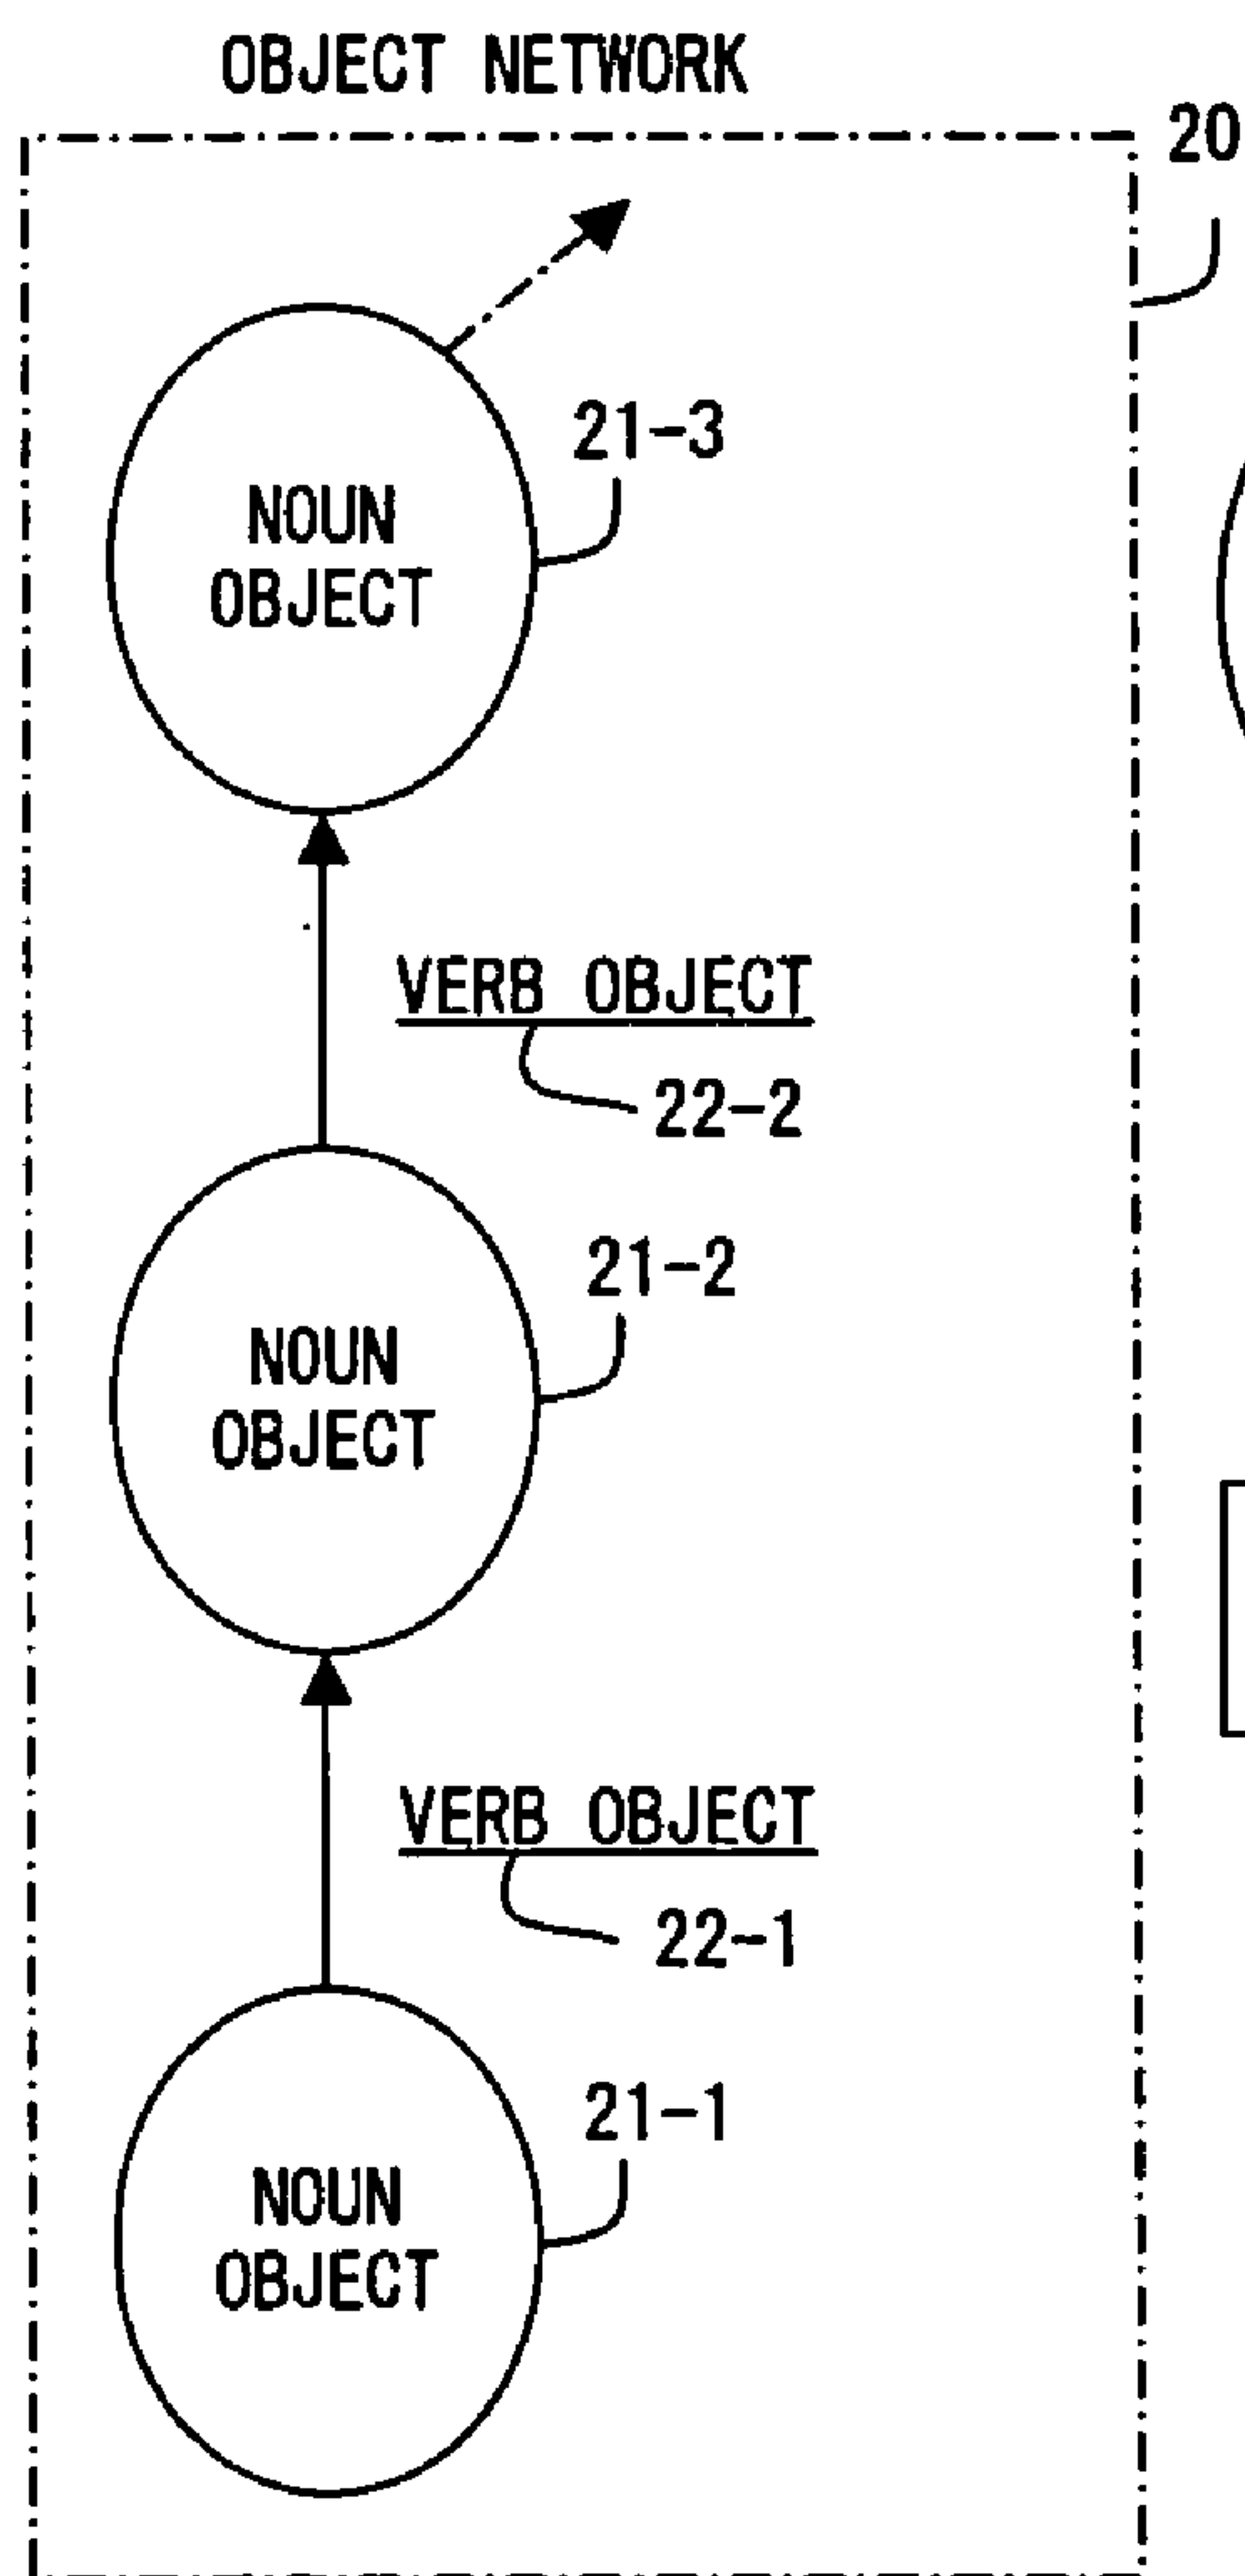 OBJECT NETWORK
20
21-3
NOUN
OBJECT
VERB OBJECT
22-2
21-2
NOUN
OBJECT
VERB OBJECT
22-1
21-1
NOUN
OBJECT